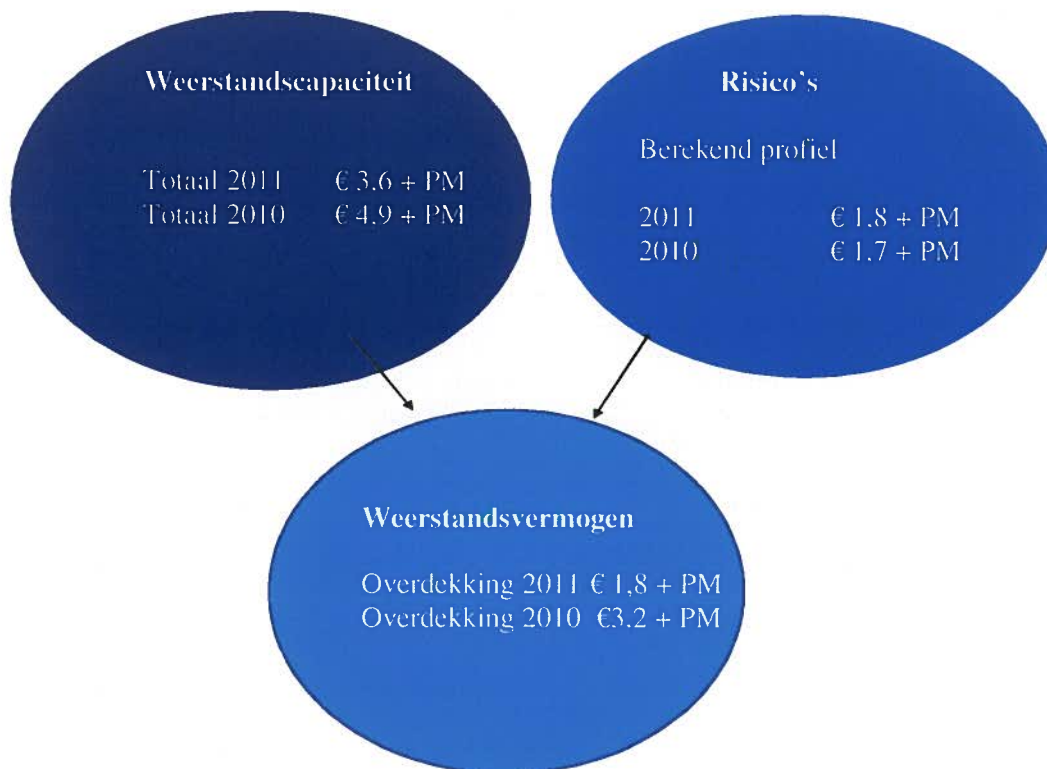 Weerstandscapaciteit
Totaal 2011 € 3,6 + PM
Totaal 2010 € 4,9 + PM
Risico's
Berekend profiel
2011 € 1,8 + PM
2010 € 1,7 + PM
Weerstandsvermogen
Overdekking 2011 € 1,8 + PM
Overdekking 2010 €3,2 + PM